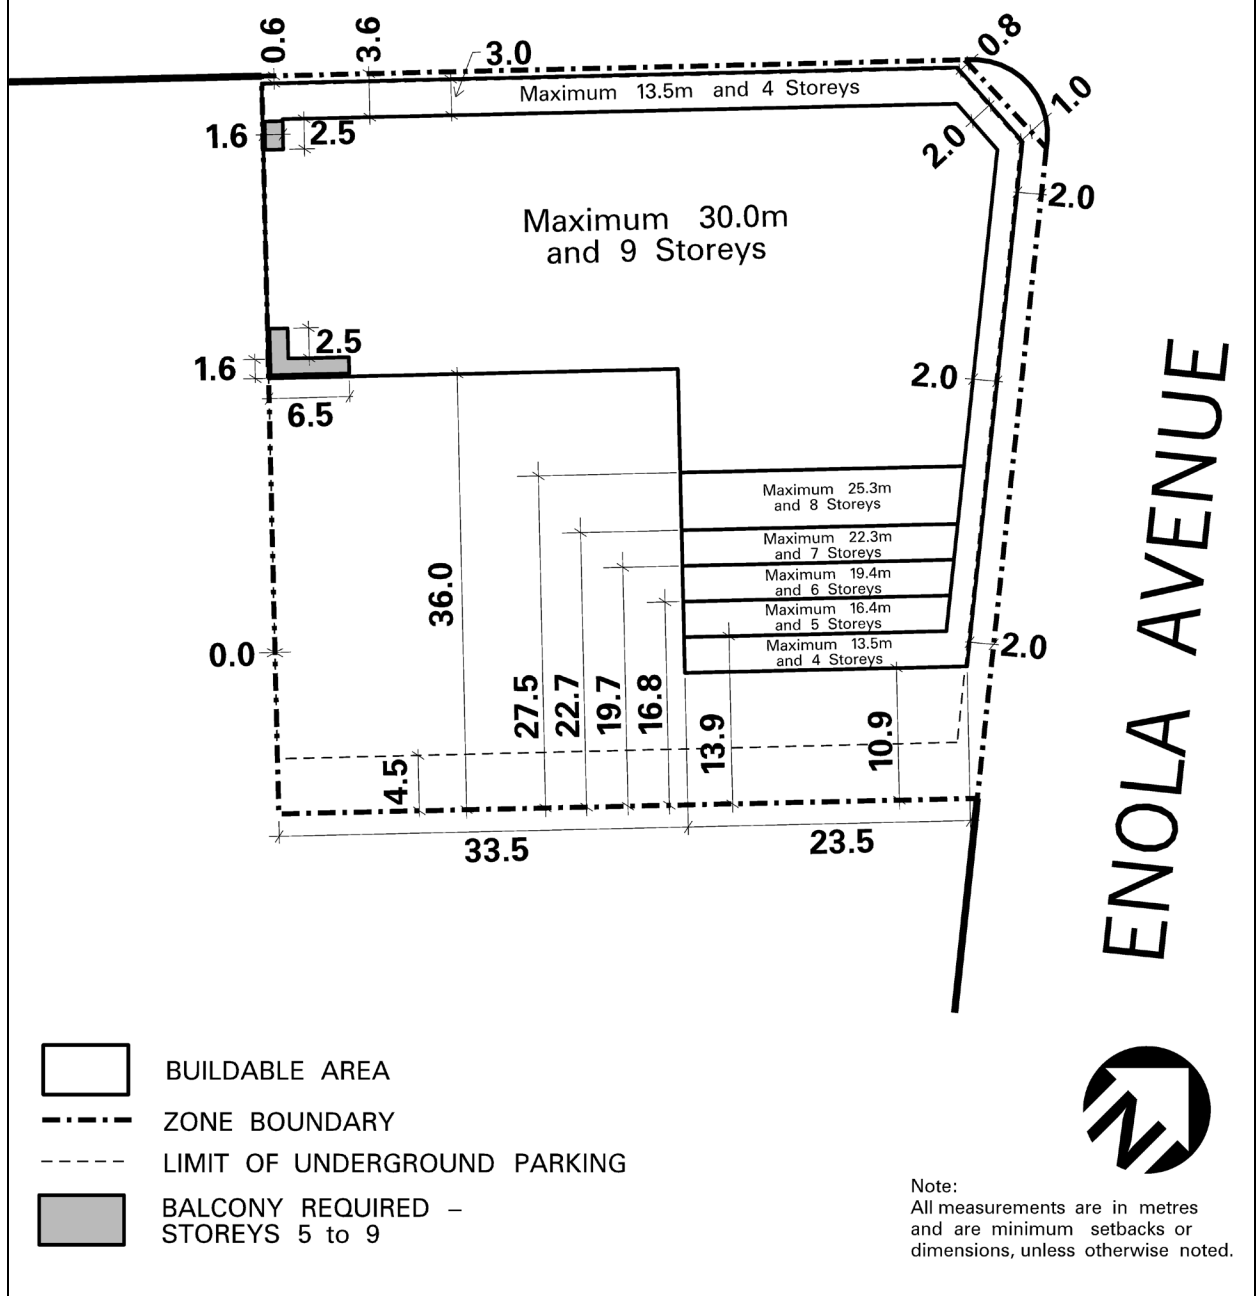 0.6
3.6
3.0
0.8
Maximum 13.5m and 4 Storeys
1.0
1.6
2.5
2.0
2.0
Maximum 30.0m
and 9 Storeys
2.5
1.6
2.0
6.5
ENOLA AVENUE
Maximum 25.3m
and 8 Storeys
Maximum 22.3m
and 7 Storeys
Maximum 19.4m
and 6 Storeys
Maximum 16.4m
and 5 Storeys
Maximum 13.5m
and 4 Storeys
36.0
0.0
2.0
27.5
22.7
19.7
16.8
13.9
10.9
4.5
33.5
23.5
BUILDABLE AREA
ZONE BOUNDARY
LIMIT OF UNDERGROUND PARKING
BALCONY REQUIRED –
STOREYS 5 to 9
N
Note:
All measurements are in metres
and are minimum setbacks or
dimensions, unless otherwise noted.